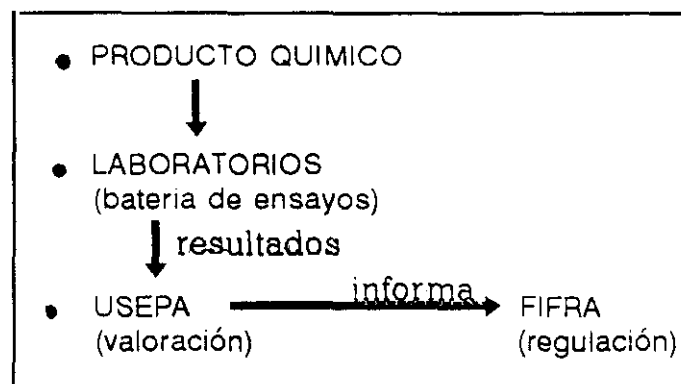 • PRODUCTO QUIMICO
• LABORATORIOS
(bateria de ensayos)
resultados
informa
• USEPA FIFRA
(valoración) (regulación)